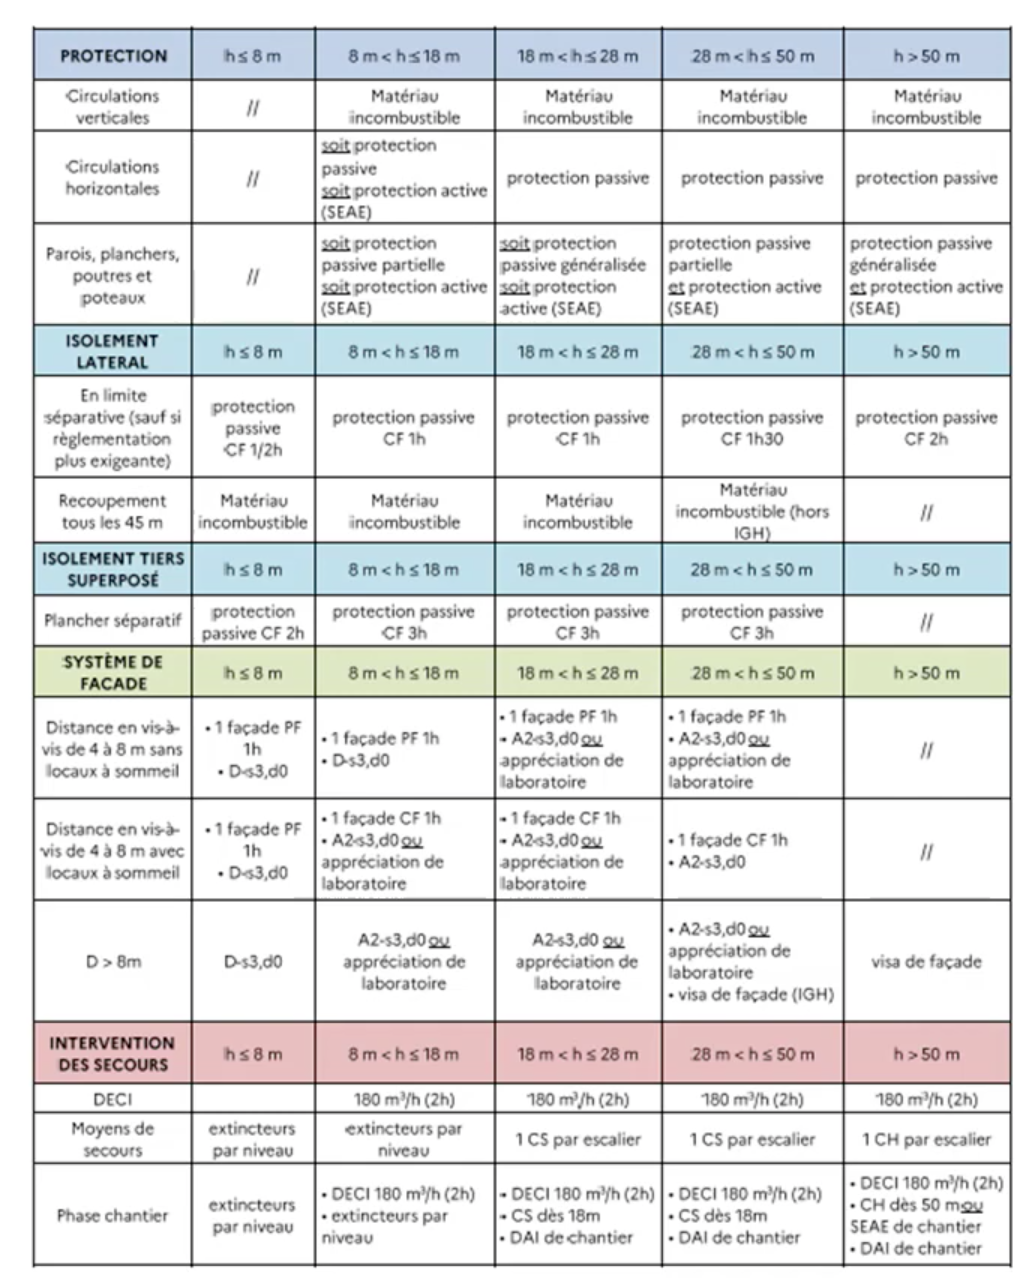 PROTECTION h ≤ 8 m 8 m < h ≤ 18 m 18 m < h ≤ 28 m 28 m < h ≤ 50 m h > 50 m
Circulations
verticales
//
Matériau
incombustible
Matériau
incombustible
Matériau
incombustible
Matériau
incombustible
Circulations
horizontales
//
soit protection
passive
soit protection active
(SEAE)
protection passive
protection passive
protection passive
Parois, planchers,
poutres et
poteaux
//
soit protection
passive partielle
soit protection active
(SEAE)
soit protection
passive généralisée
soit protection
active (SEAE)
protection passive
partielle
et protection active
(SEAE)
protection passive
généralisée
et protection active
(SEAE)
ISOLEMENT
LATERAL
h ≤ 8 m 8 m < h ≤ 18 m 18 m < h ≤ 28 m 28 m < h ≤ 50 m h > 50 m
En limite
séparative (sauf si
règlementation
plus exigeante)
protection
passive
CF 1/2h
protection passive
CF 1h
protection passive
CF 1h
protection passive
CF 1h30
protection passive
CF 2h
Recoupement
tous les 45 m
Matériau
incombustible
Matériau
incombustible
Matériau
incombustible
Matériau
incombustible (hors
IGH)
//
ISOLEMENT TIERS
SUPERPOSÉ
h ≤ 8 m 8 m < h ≤ 18 m 18 m < h ≤ 28 m 28 m < h ≤ 50 m h > 50 m
Plancher séparatif
protection
passive CF 2h
protection passive
CF 3h
protection passive
CF 3h
protection passive
CF 3h
//
SYSTÈME DE
FACADE
h ≤ 8 m 8 m < h ≤ 18 m 18 m < h ≤ 28 m 28 m < h ≤ 50 m h > 50 m
Distance en vis-à-
vis de 4 à 8 m sans
locaux à sommeil
• 1 façade PF
1h
• D-s3,d0
• 1 façade PF 1h
• D-s3,d0
• 1 façade PF 1h
• A2-s3,d0 ou
appréciation de
laboratoire
• 1 façade PF 1h
• A2-s3,d0 ou
appréciation de
laboratoire
//
Distance en vis-à-
vis de 4 à 8 m avec
locaux à sommeil
• 1 façade PF
1h
• D-s3,d0
• 1 façade CF 1h
• A2-s3,d0 ou
appréciation de
laboratoire
• 1 façade CF 1h
• A2-s3,d0 ou
appréciation de
laboratoire
• 1 façade CF 1h
• A2-s3,d0
//
D > 8m
D-s3,d0
A2-s3,d0 ou
appréciation de
laboratoire
A2-s3,d0 ou
appréciation de
laboratoire
• A2-s3,d0 ou
appréciation de
laboratoire
• visa de façade (IGH)
visa de façade
INTERVENTION
DES SECOURS
h ≤ 8 m 8 m < h ≤ 18 m 18 m < h ≤ 28 m 28 m < h ≤ 50 m h > 50 m
DECI 180 m³/h (2h) 180 m³/h (2h) 180 m³/h (2h) 180 m³/h (2h)
Moyens de
secours
extincteurs
par niveau
extincteurs par
niveau
1 CS par escalier
1 CS par escalier
1 CH par escalier
Phase chantier
extincteurs
par niveau
• DECI 180 m³/h (2h)
• extincteurs par
niveau
• DECI 180 m³/h (2h)
• CS dès 18m
• DAI de chantier
• DECI 180 m³/h (2h)
• CS dès 18m
• DAI de chantier
• DECI 180 m³/h (2h)
• CH dès 50 m ou
SEAE de chantier
• DAI de chantier